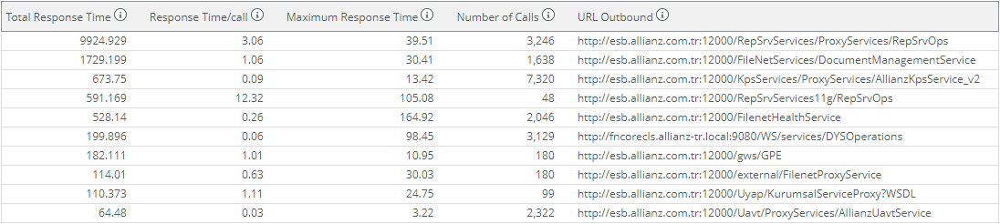 Total Response Time Response Time/call Maximum Response Time Number of Calls URL Outbound
9924.929 3.06 39.51 3,246 http://esb.allianz.com.tr:12000/RepSrvServices/ProxyServices/RepSrvOps
1729.199 1.06 30.41 1,638 http://esb.allianz.com.tr:12000/FileNetServices/DocumentManagementService
673.75 0.09 13.42 7,320 http://esb.allianz.com.tr:12000/KpsServices/ProxyServices/AllianzKpsService_v2
591.169 12.32 105.08 48 http://esb.allianz.com.tr:12000/RepSrvServices11g/RepSrvOps
528.14 0.26 164.92 2,046 http://esb.allianz.com.tr:12000/FilenetHealthService
199.896 0.06 98.45 3,129 http://fncorecls.allianz-tr.local:9080/WS/services/DYSOperations
182.111 1.01 10.95 180 http://esb.allianz.com.tr:12000/gws/GPE
114.01 0.63 30.03 180 http://esb.allianz.com.tr:12000/external/FilenetProxyService
110.373 1.11 24.75 99 http://esb.allianz.com.tr:12000/Uyap/KurumsalServiceProxy?WSDL
64.48 0.03 3.22 2,322 http://esb.allianz.com.tr:12000/Uavt/ProxyServices/AllianzUavtService